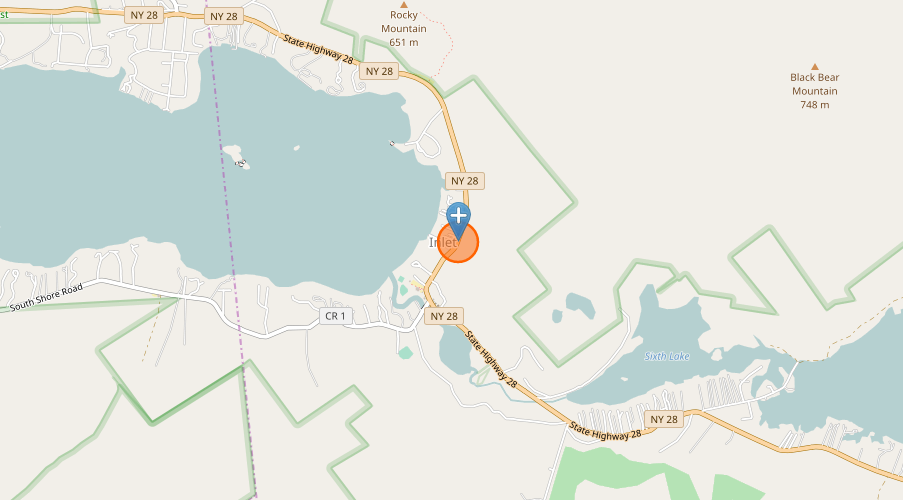 NY 28
NY 28
st
Rocky
Mountain
651 m
State Highway 28
NY 28
Black Bear
Mountain
748 m
NY 28
Inlet
South Shore Road
CR 1
NY 28
State Highway 28
Sixth Lake
NY 28
State Highway 28